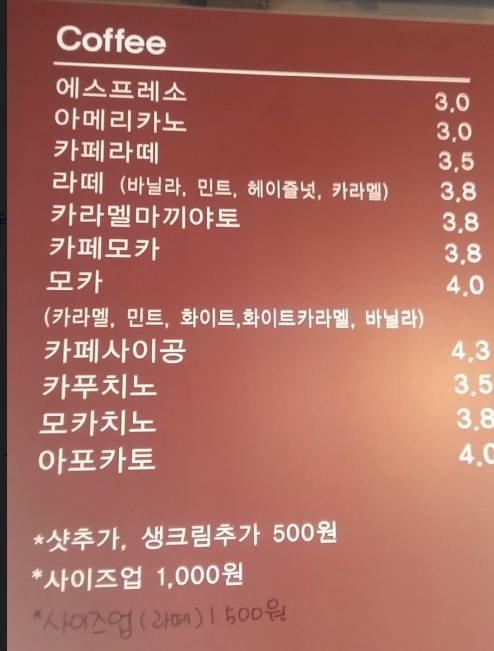 Coffee
에스프레소 3,0
아메리카노 3,0
카페라떼 3,5
라떼 (바닐라, 민트, 헤이즐넛, 카라멜) 3,8
카라멜마끼야토 3,8
카페모카 3,8
모카 4,0
(카라멜, 민트, 화이트,화이트카라멜, 바닐라)
카페사이공 4,3
카푸치노 3,5
모카치노 3,8
아포카토 4,0
*샷추가, 생크림추가 500원
*사이즈업 1,000원
*사이즈업(라떼)1.500원